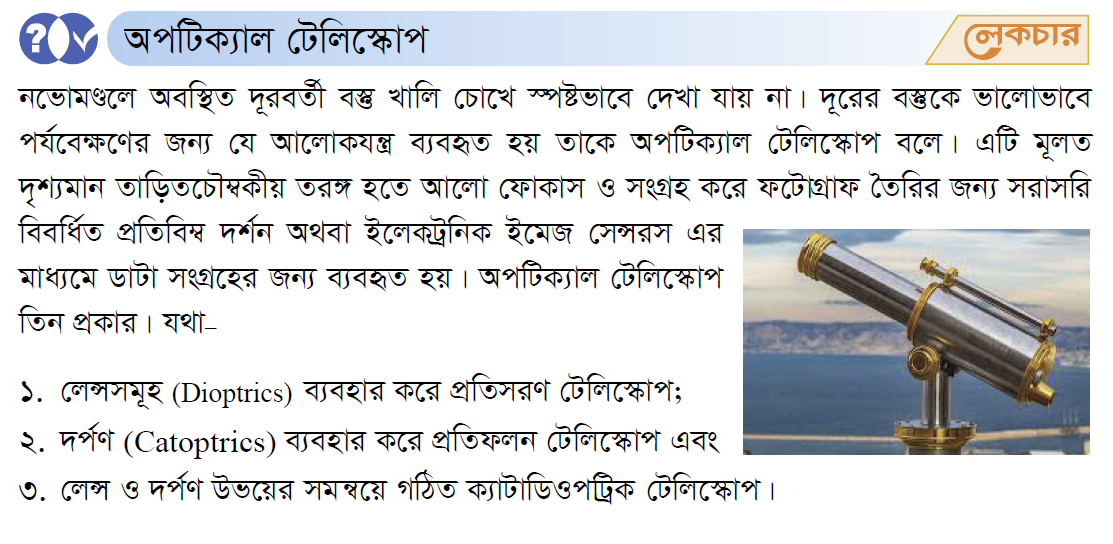 অপটিক্যাল টেলিস্কোপ
লেকচার
নভোমণ্ডলে অবস্থিত দূরবর্তী বস্তু খালি চোখে স্পষ্টভাবে দেখা যায় না। দূরের বস্তুকে ভালোভাবে
পর্যবেক্ষণের জন্য যে আলোকযন্ত্র ব্যবহৃত হয় তাকে অপটিক্যাল টেলিস্কোপ বলে। এটি মূলত
দৃশ্যমান তাড়িতচৌম্বকীয় তরঙ্গ হতে আলো ফোকাস ও সংগ্রহ করে ফটোগ্রাফ তৈরির জন্য সরাসরি
বিবর্ধিত প্রতিবিম্ব দর্শন অথবা ইলেকট্রনিক ইমেজ সেন্সরস এর
মাধ্যমে ডাটা সংগ্রহের জন্য ব্যবহৃত হয়। অপটিক্যাল টেলিস্কোপ
তিন প্রকার। যথা–
১. লেন্সসমূহ (Dioptrics) ব্যবহার করে প্রতিসরণ টেলিস্কোপ;
২. দর্পণ (Catoptrics) ব্যবহার করে প্রতিফলন টেলিস্কোপ এবং
৩. লেন্স ও দর্পণ উভয়ের সমন্বয়ে গঠিত ক্যাটাডিওপট্রিক টেলিস্কোপ।